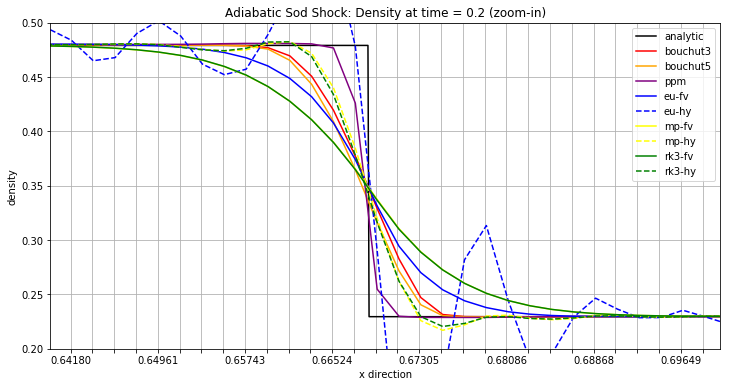 Adiabatic Sod Shock: Density at time = 0.2 (zoom-in)
0.50
0.45
0.40
0.35
0.30
0.25
0.20
density
analytic
bouchut3
bouchut5
ppm
eu-fv
eu-hy
mp-fv
mp-hy
rk3-fv
rk3-hy
0.64180 0.64961 0.65743 0.66524 0.67305 0.68086 0.68868 0.69649
x direction